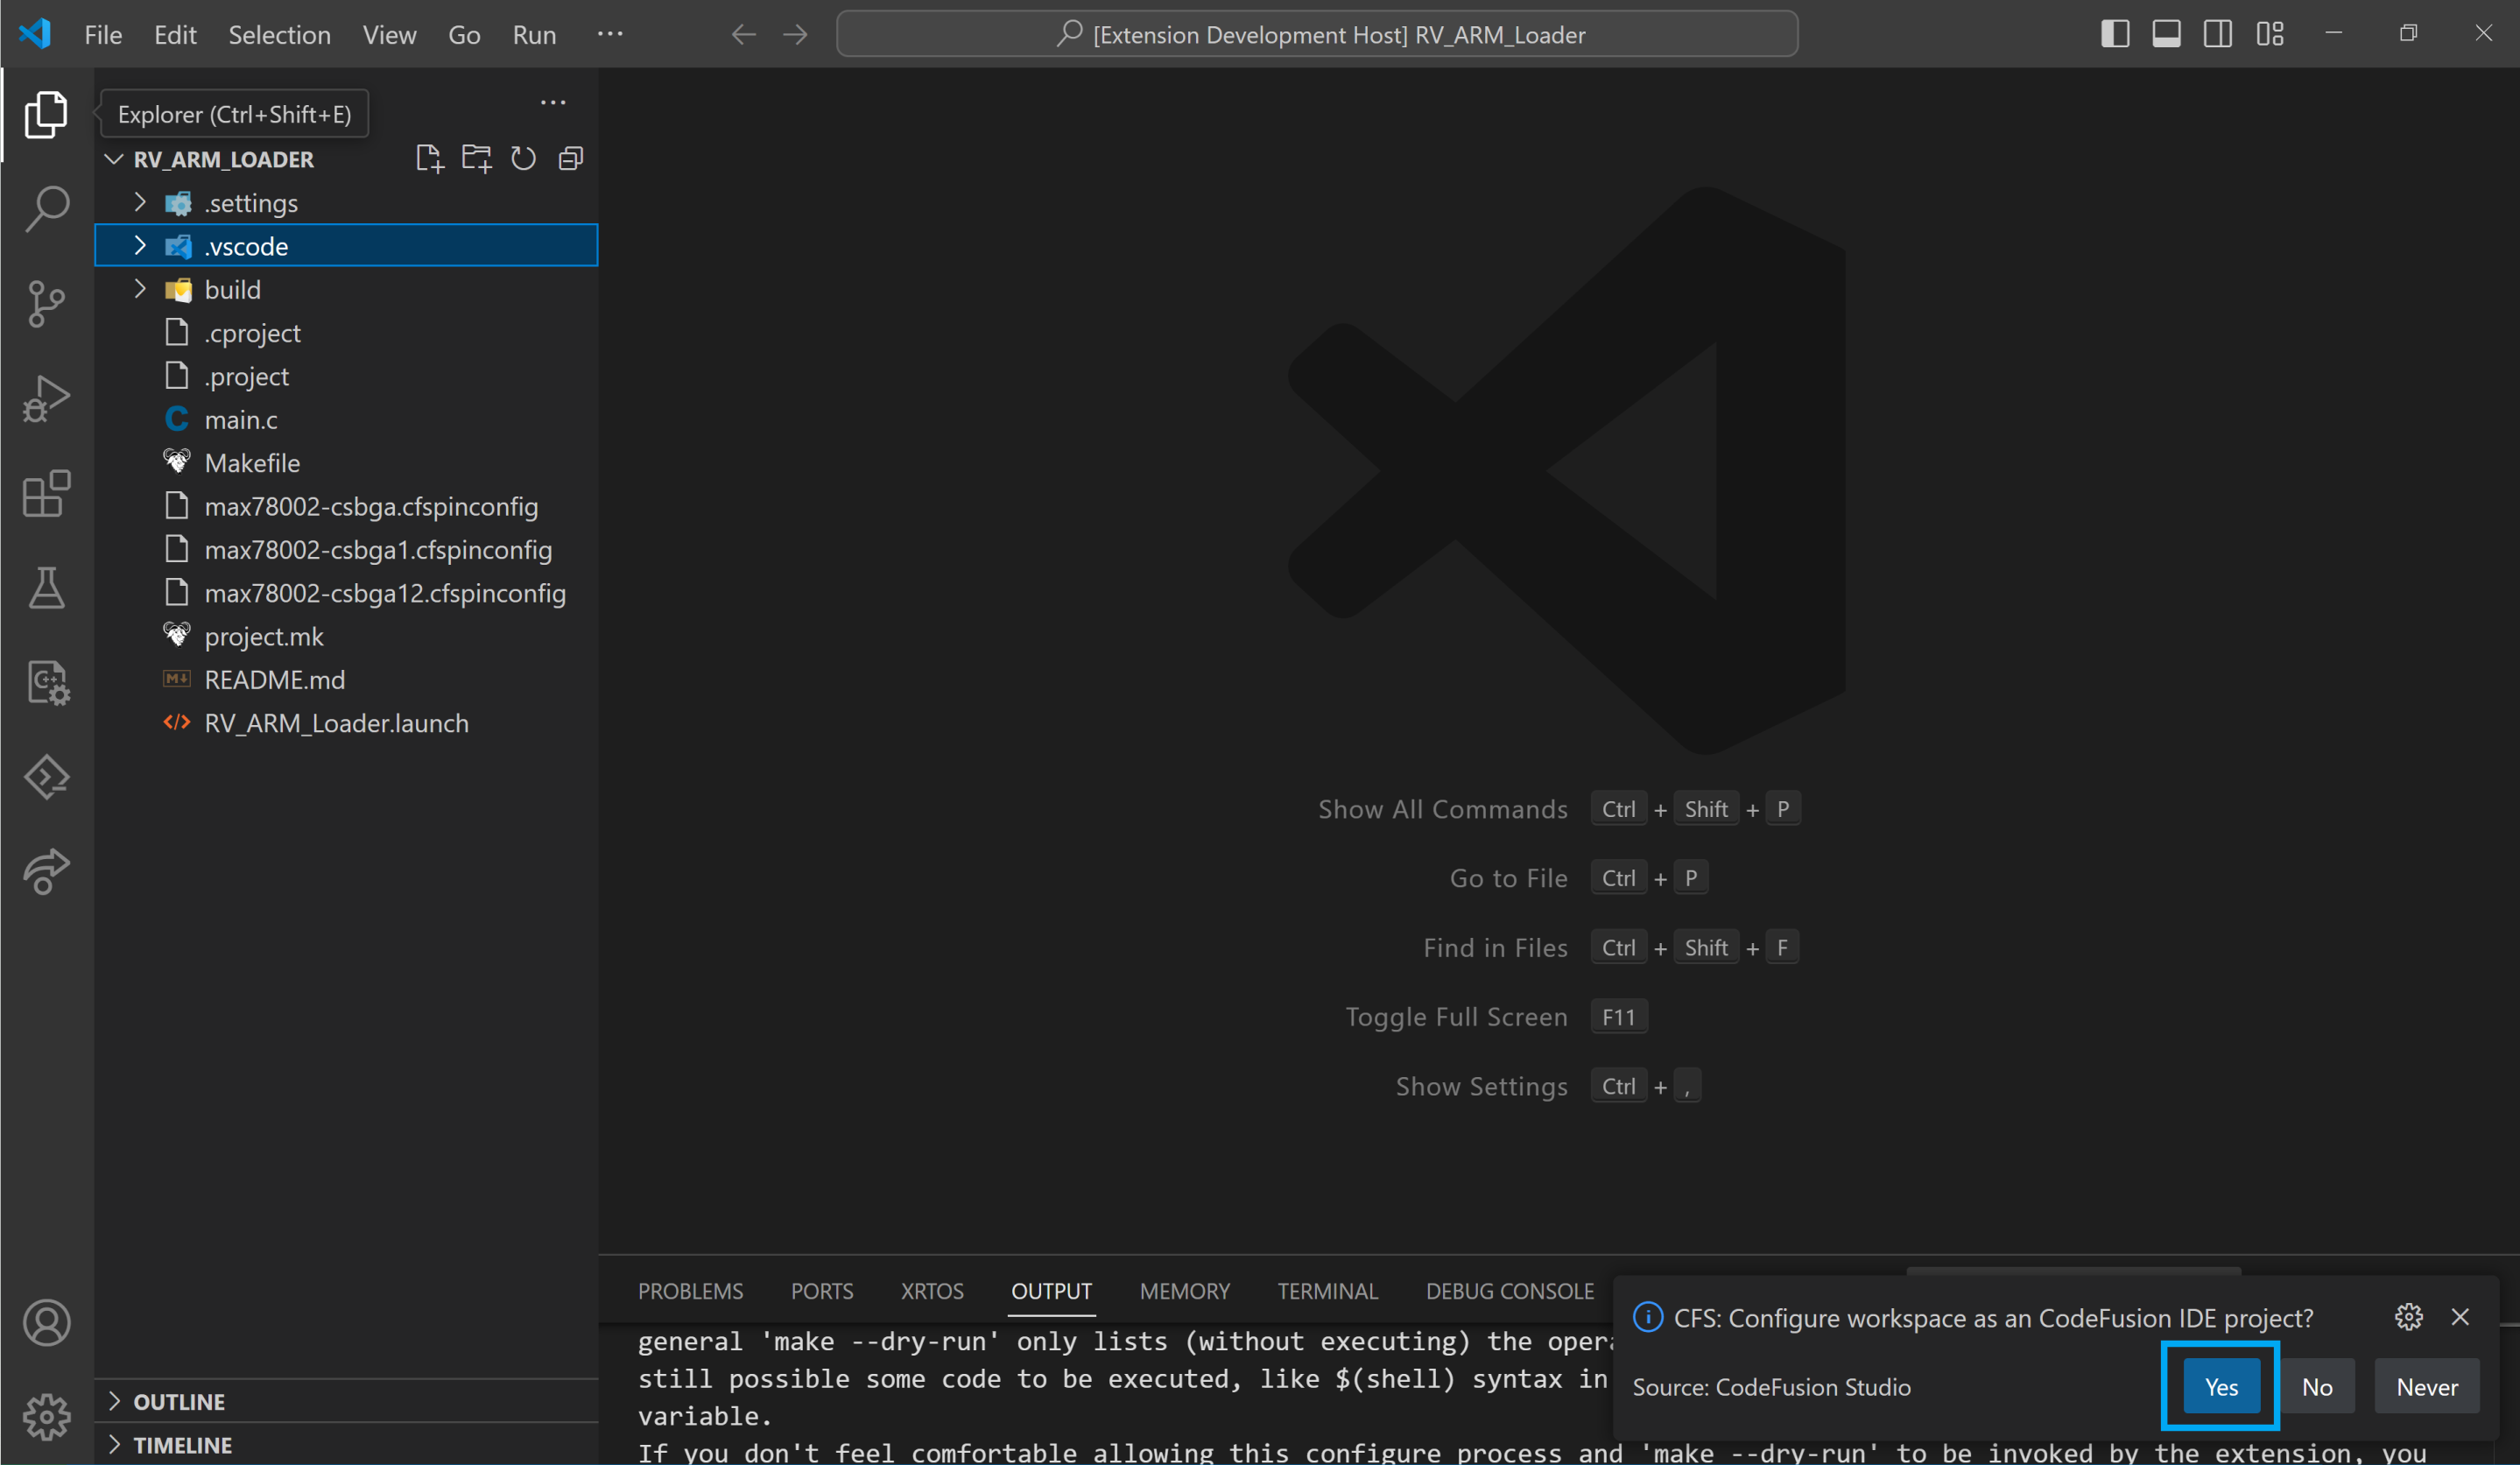 File Edit Selection View Go Run ···
[Extension Development Host] RV_ARM_Loader
Explorer (Ctrl+Shift+E)
RV_ARM_LOADER
.settings
.vscode
build
.cproject
.project
C main.c
Makefile
max78002-csbga.cfspinconfig
max78002-csbga1.cfspinconfig
max78002-csbga12.cfspinconfig
project.mk
M↓ README.md
</> RV_ARM_Loader.launch
OUTLINE
TIMELINE
Show All Commands Ctrl + Shift + P
Go to File Ctrl + P
Find in Files Ctrl + Shift + F
Toggle Full Screen F11
Show Settings Ctrl + ,
PROBLEMS PORTS XRTOS OUTPUT MEMORY TERMINAL DEBUG CONSOLE
general 'make --dry-run' only lists (without executing) the opera
still possible some code to be executed, like $(shell) syntax in
variable.
If you don't feel comfortable allowing this configure process and 'make --dry-run' to be invoked by the extension, you
CFS: Configure workspace as an CodeFusion IDE project?
Source: CodeFusion Studio
Yes No Never